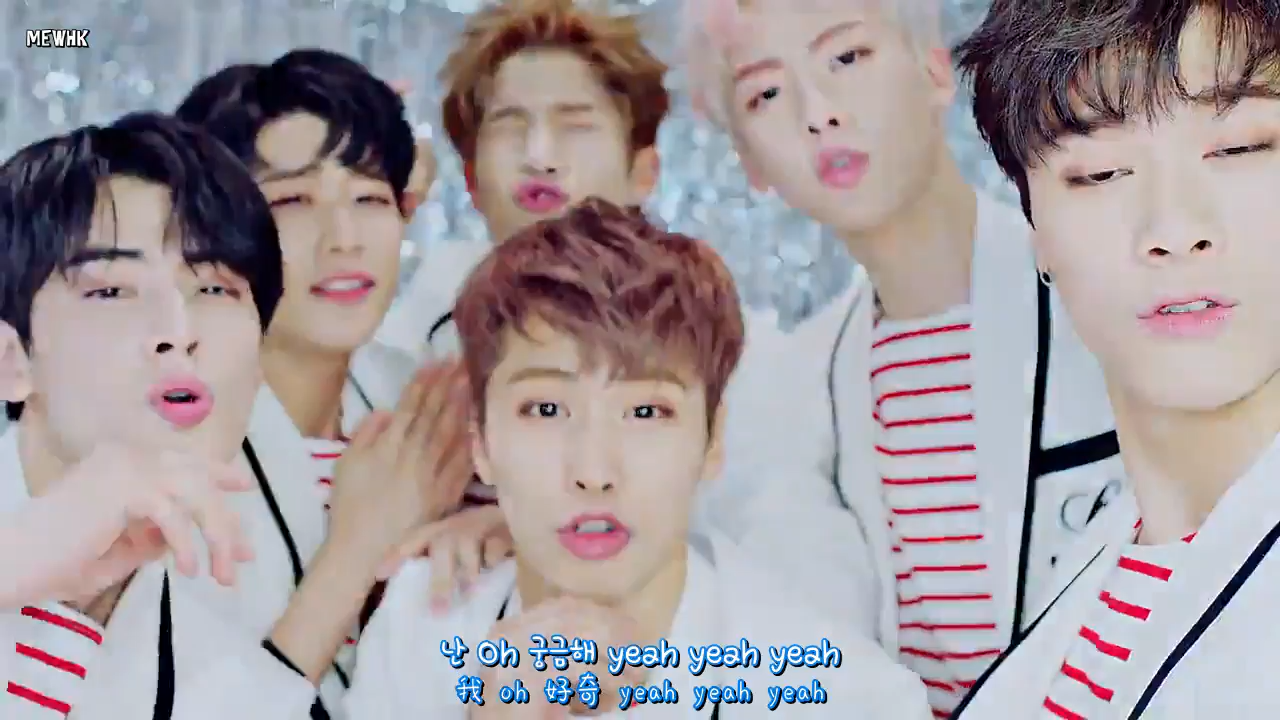 MEWHK
난 Oh 궁금해 yeah yeah yeah
我 oh 好奇 yeah yeah yeah